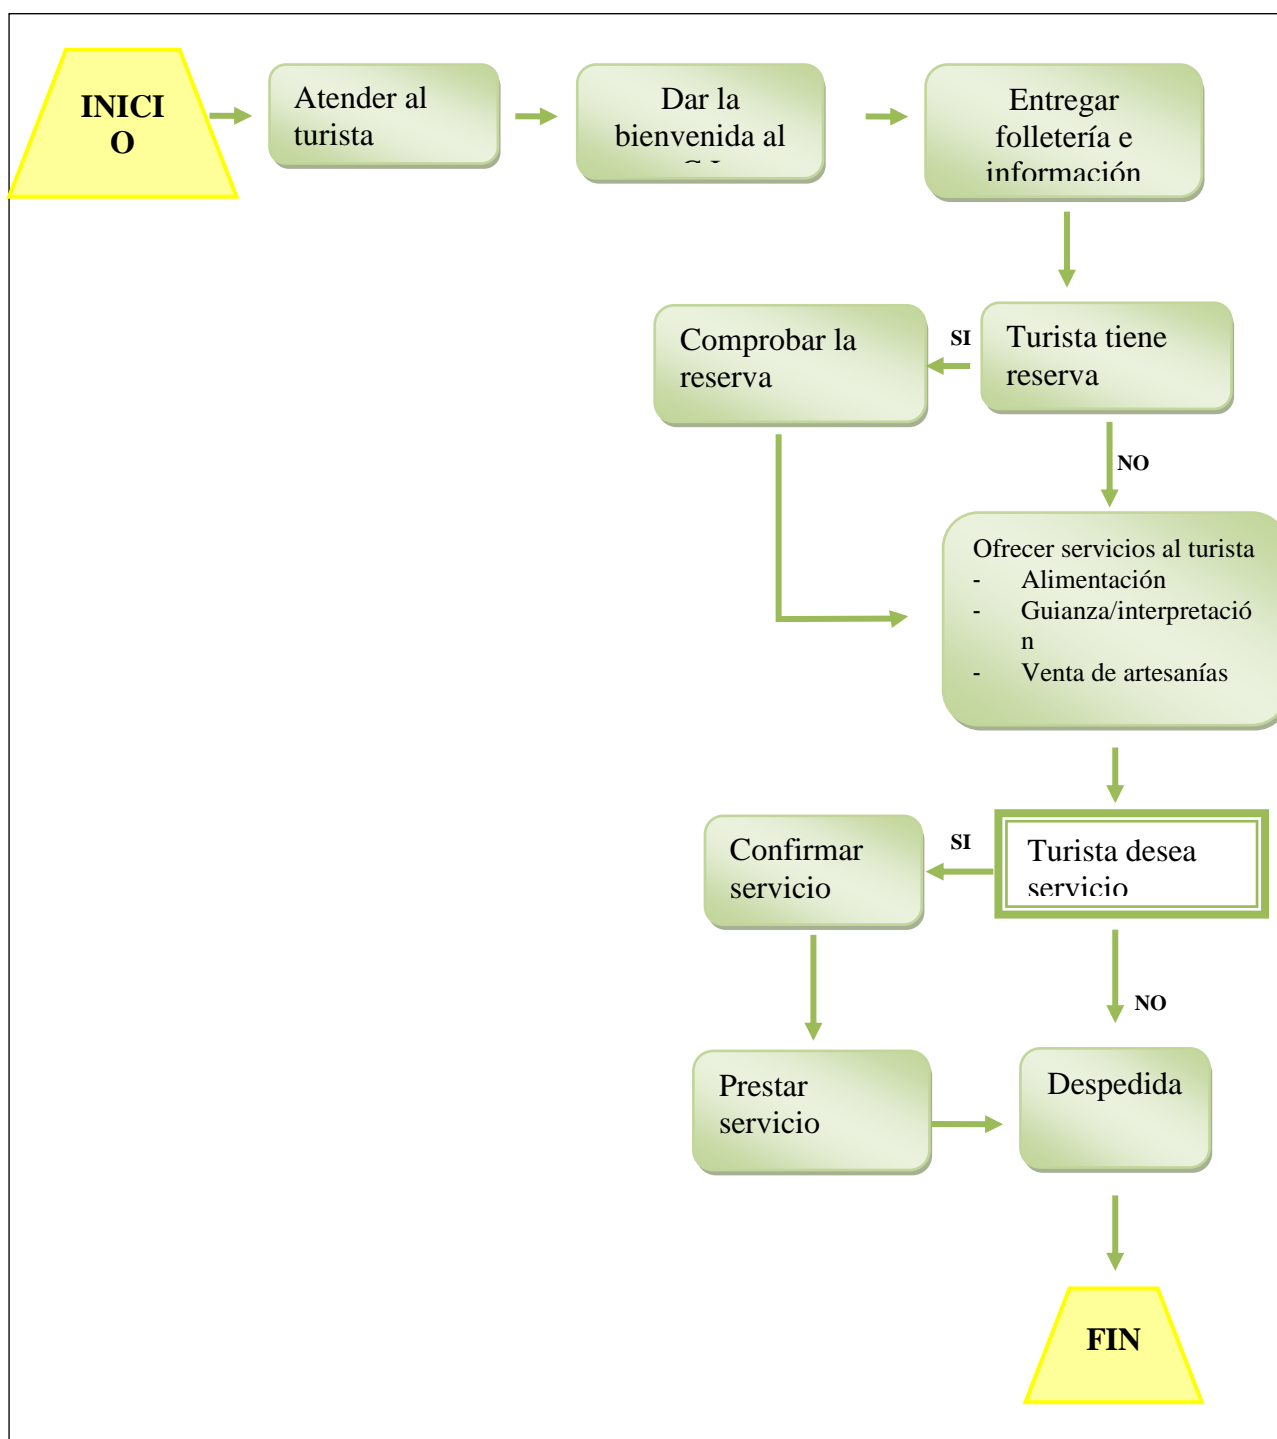 INICI
O
Atender al
turista
Dar la
bienvenida al
Entregar
folletería e
información
Comprobar la
reserva
SI
Turista tiene
reserva
NO
Ofrecer servicios al turista
- Alimentación
- Guianza/interpretació
n
- Venta de artesanías
Confirmar
servicio
SI
Turista desea
servicio
NO
Prestar
servicio
Despedida
FIN